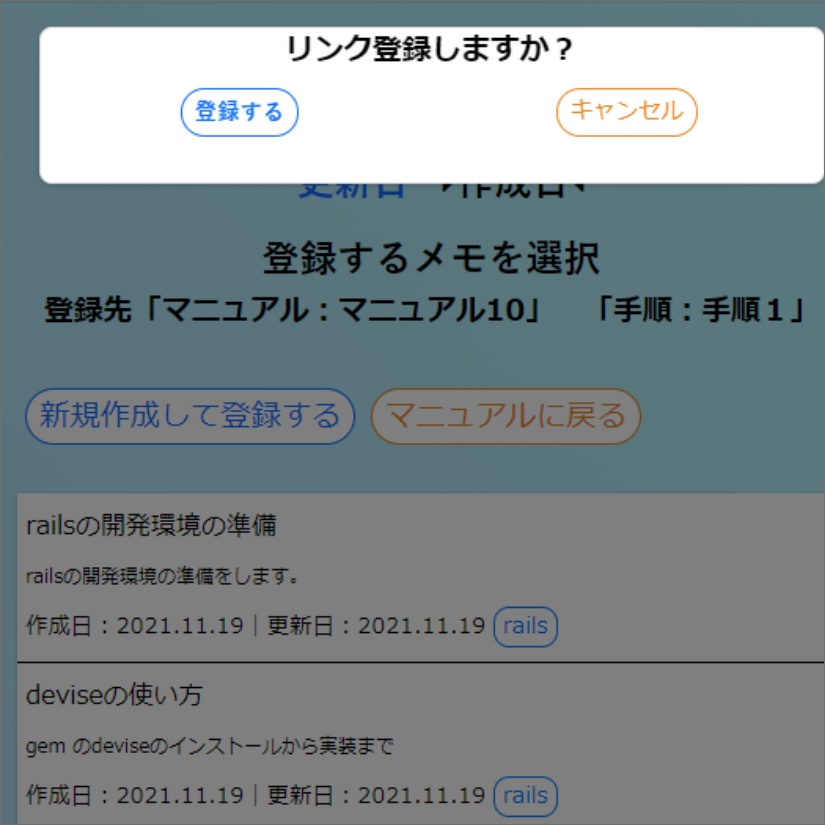 リンク登録しますか？
登録する キャンセル
更新日 作成日
登録するメモを選択
登録先「マニュアル：マニュアル10」 「手順：手順１」
新規作成して登録する マニュアルに戻る
railsの開発環境の準備
railsの開発環境の準備をします。
作成日：2021.11.19｜更新日：2021.11.19 rails
deviseの使い方
gem のdeviseのインストールから実装まで
作成日：2021.11.19｜更新日：2021.11.19 rails